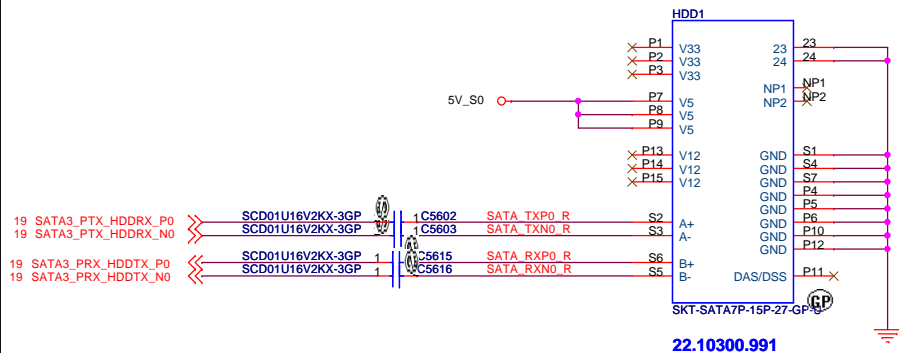 HDD1
P1 V33 23 23
P2 V33 24 24
P3 V33
NP1 NP1
5V_S0 P7 V5 NP2 NP2
P8 V5
P9 V5
P13 V12 GND S1
P14 V12 GND S4
P15 V12 GND S7
GND P4
GND P5
19 SATA3_PTX_HDDRX_P0 SCD01U16V2KX-3GP 1 C5602 SATA_TXP0_R S2 A+ GND P6
19 SATA3_PTX_HDDRX_N0 SCD01U16V2KX-3GP 1 C5603 SATA_TXN0_R S3 A- GND P10
GND P12
19 SATA3_PRX_HDDTX_P0 SCD01U16V2KX-3GP 1 C5615 SATA_RXP0_R S6 B+
19 SATA3_PRX_HDDTX_N0 SCD01U16V2KX-3GP 1 C5616 SATA_RXN0_R S5 B- DAS/DSS P11
GP
SKT-SATA7P-15P-27-GP-U
22.10300.991